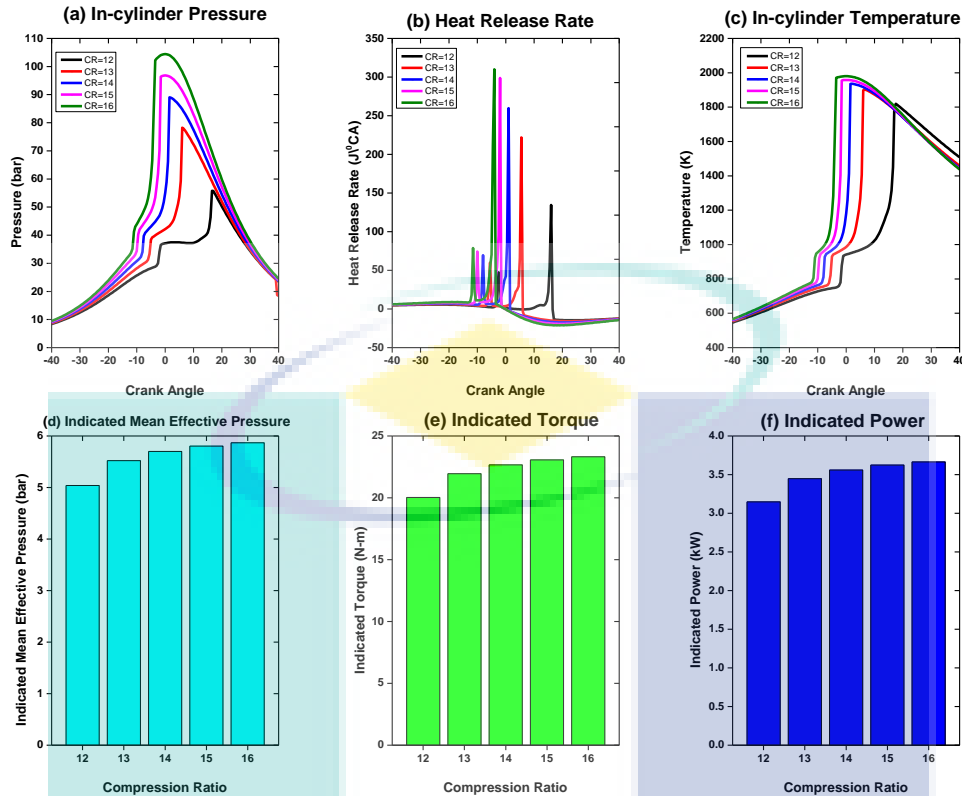 (a) In-cylinder Pressure
Pressure (bar)
110
100
90
80
70
60
50
40
30
20
10
0
CR=12
CR=13
CR=14
CR=15
CR=16
-40 -30 -20 -10 0 10 20 30 40
Crank Angle
(b) Heat Release Rate
Heat Release Rate (J\⁰CA)
350
300
250
200
150
100
50
0
-50
CR=12
CR=13
CR=14
CR=15
CR=16
-40 -30 -20 -10 0 10 20 30 40
Crank Angle
(c) In-cylinder Temperature
Temperature (K)
2200
2000
1800
1600
1400
1200
1000
800
600
400
CR=12
CR=13
CR=14
CR=15
CR=16
-40 -30 -20 -10 0 10 20 30 40
Crank Angle
(d) Indicated Mean Effective Pressure
Indicated Mean Effective Pressure (bar)
6
5
4
3
2
1
0
12 13 14 15 16
Compression Ratio
(e) Indicated Torque
Indicated Torque (N-m)
25
20
15
10
5
0
12 13 14 15 16
Compression Ratio
(f) Indicated Power
Indicated Power (kW)
4.0
3.5
3.0
2.5
2.0
1.5
1.0
0.5
0.0
12 13 14 15 16
Compression Ratio